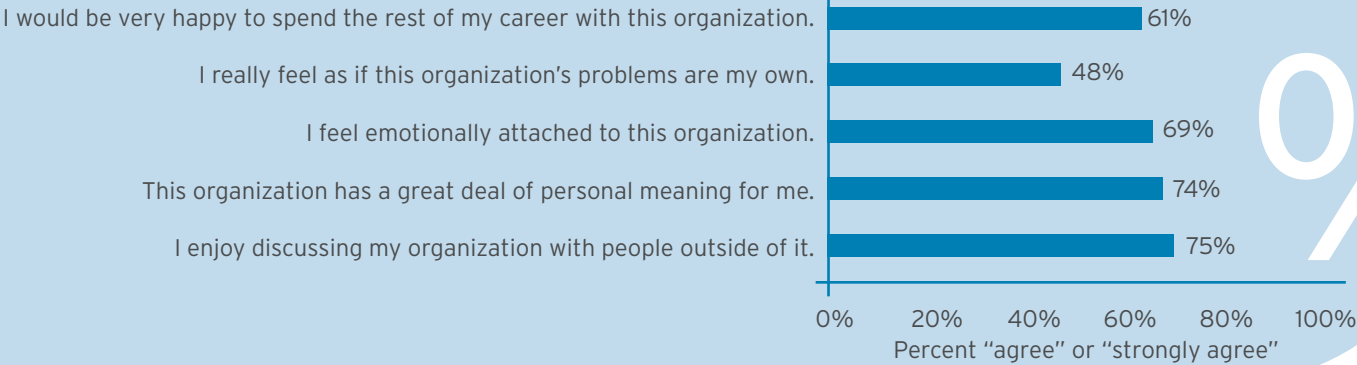 I would be very happy to spend the rest of my career with this organization. 61%
I really feel as if this organization’s problems are my own. 48%
I feel emotionally attached to this organization. 69%
This organization has a great deal of personal meaning for me. 74%
I enjoy discussing my organization with people outside of it. 75%
%
0% 20% 40% 60% 80% 100%
Percent “agree” or “strongly agree”